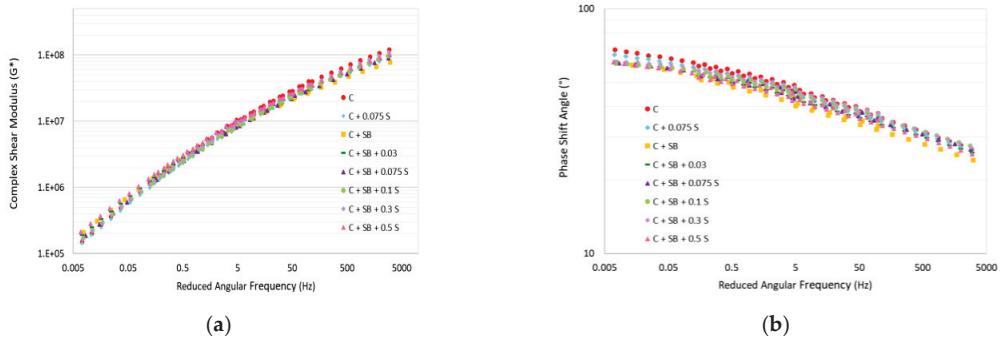 Complex Shear Modulus (G*)
1.E+08
1.E+07
1.E+06
1.E+05
0.005 0.05 0.5 5 50 500 5000
Reduced Angular Frequency (Hz)
C
C + 0.075 S
C + SB
C + SB + 0.03
C + SB + 0.075 S
C + SB + 0.1 S
C + SB + 0.3 S
C + SB + 0.5 S
(a)
Phase Shift Angle (°)
100
10
0.005 0.05 0.5 5 50 500 5000
Reduced Angular Frequency (Hz)
C
C + 0.075 S
C + SB
C + SB + 0.03
C + SB + 0.075 S
C + SB + 0.1 S
C + SB + 0.3 S
C + SB + 0.5 S
(b)